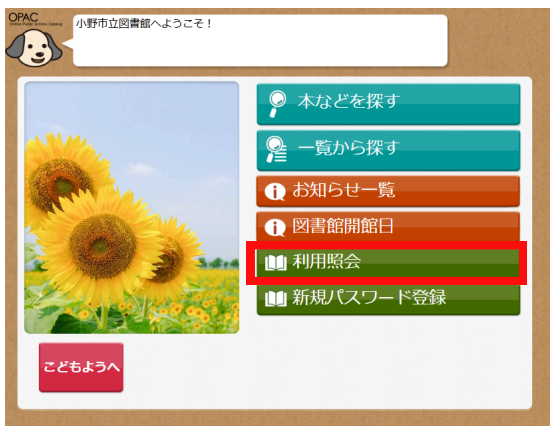 OPAC
Online Public Access Catalog
小野市立図書館へようこそ！
本などを探す
一覧から探す
お知らせ一覧
図書館開館日
利用照会
新規パスワード登録
こどもようへ